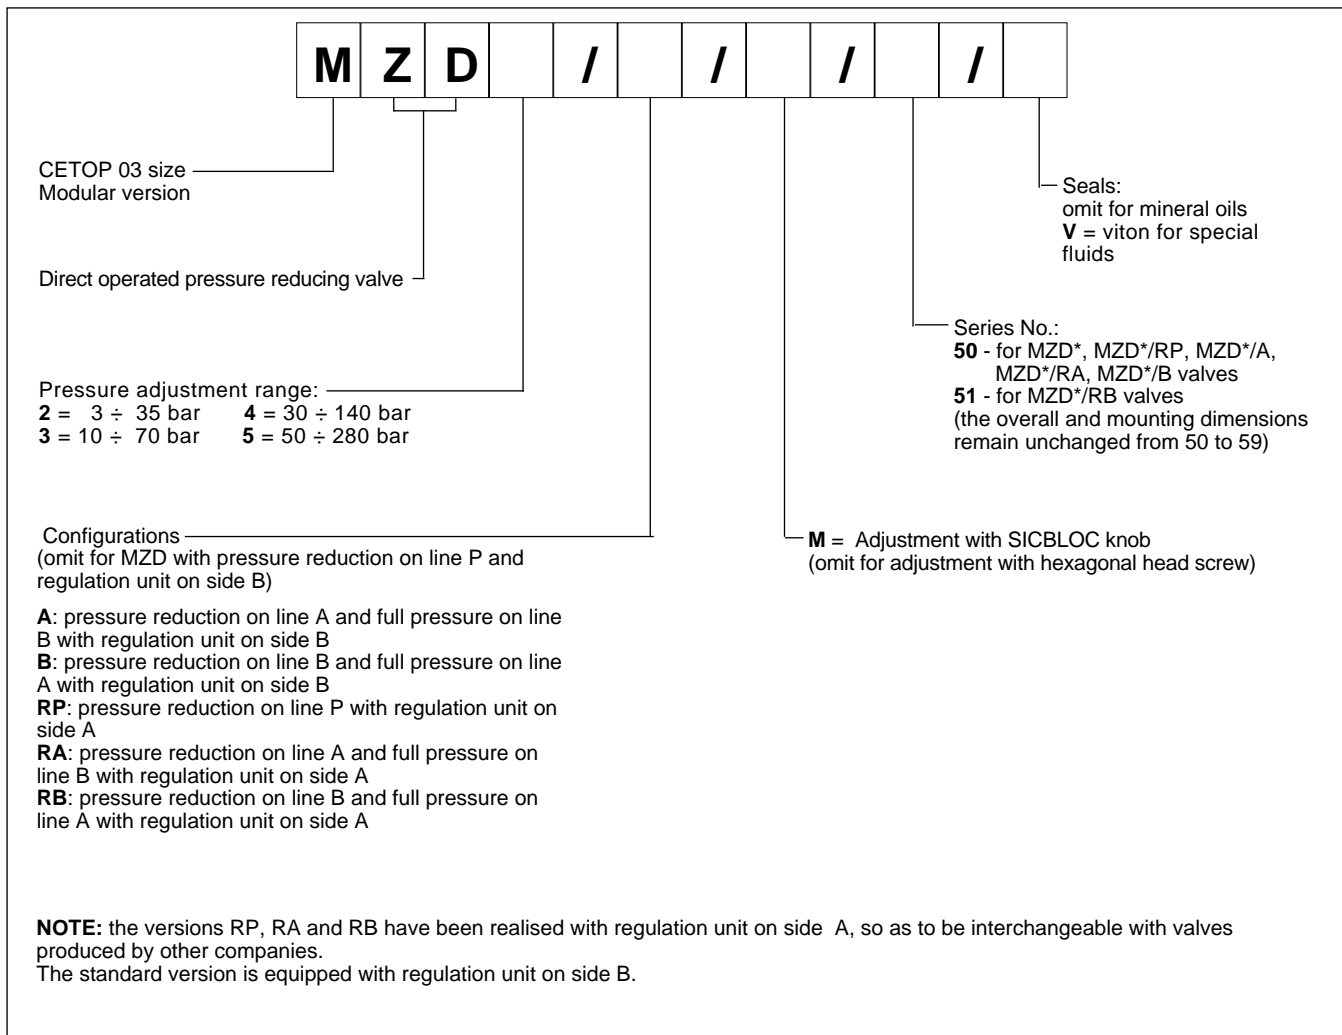 M Z D / / / /
CETOP 03 size
Modular version
Direct operated pressure reducing valve
Pressure adjustment range:
2 = 3 ÷ 35 bar 4 = 30 ÷ 140 bar
3 = 10 ÷ 70 bar 5 = 50 ÷ 280 bar
Configurations
(omit for MZD with pressure reduction on line P and
regulation unit on side B)
A: pressure reduction on line A and full pressure on line
B with regulation unit on side B
B: pressure reduction on line B and full pressure on line
A with regulation unit on side B
RP: pressure reduction on line P with regulation unit on
side A
RA: pressure reduction on line A and full pressure on
line B with regulation unit on side A
RB: pressure reduction on line B and full pressure on
line A with regulation unit on side A
Seals:
omit for mineral oils
V = viton for special
fluids
Series No.:
50 - for MZD*, MZD*/RP, MZD*/A,
MZD*/RA, MZD*/B valves
51 - for MZD*/RB valves
(the overall and mounting dimensions
remain unchanged from 50 to 59)
M = Adjustment with SICBLOC knob
(omit for adjustment with hexagonal head screw)
NOTE: the versions RP, RA and RB have been realised with regulation unit on side A, so as to be interchangeable with valves
produced by other companies.
The standard version is equipped with regulation unit on side B.